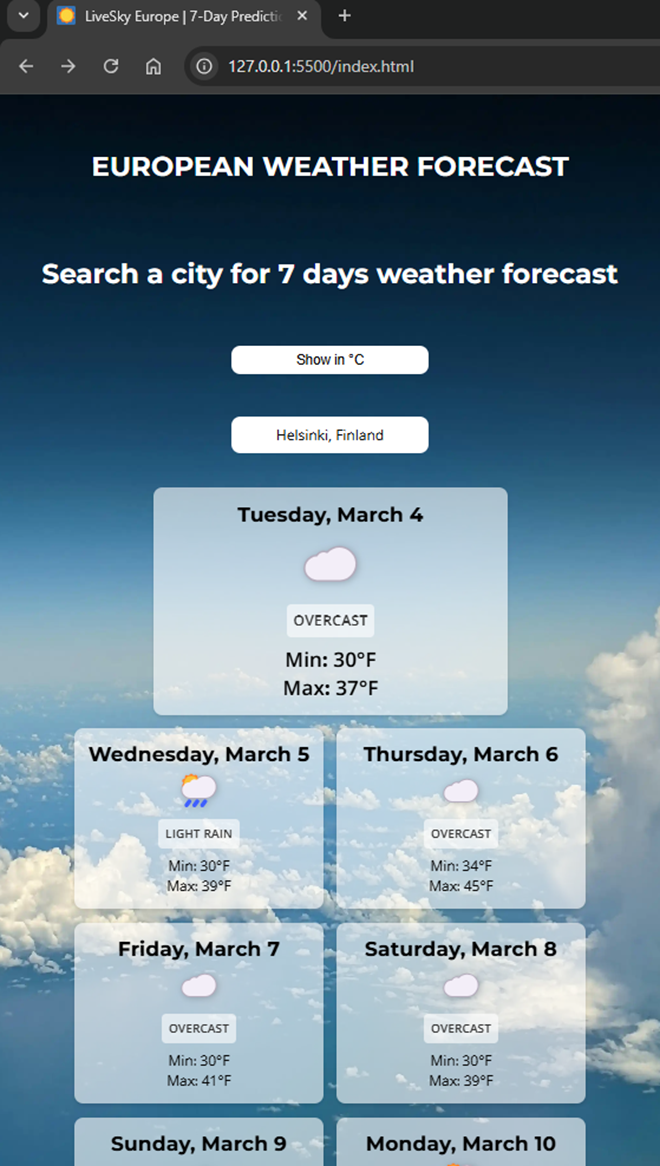 LiveSky Europe | 7-Day Predictic
127.0.0.1:5500/index.html
EUROPEAN WEATHER FORECAST
Search a city for 7 days weather forecast
Show in °C
Helsinki, Finland
Tuesday, March 4
OVERCAST
Min: 30°F
Max: 37°F
Wednesday, March 5
LIGHT RAIN
Min: 30°F
Max: 39°F
Thursday, March 6
OVERCAST
Min: 34°F
Max: 45°F
Friday, March 7
OVERCAST
Min: 30°F
Max: 41°F
Saturday, March 8
OVERCAST
Min: 30°F
Max: 39°F
Sunday, March 9
Monday, March 10